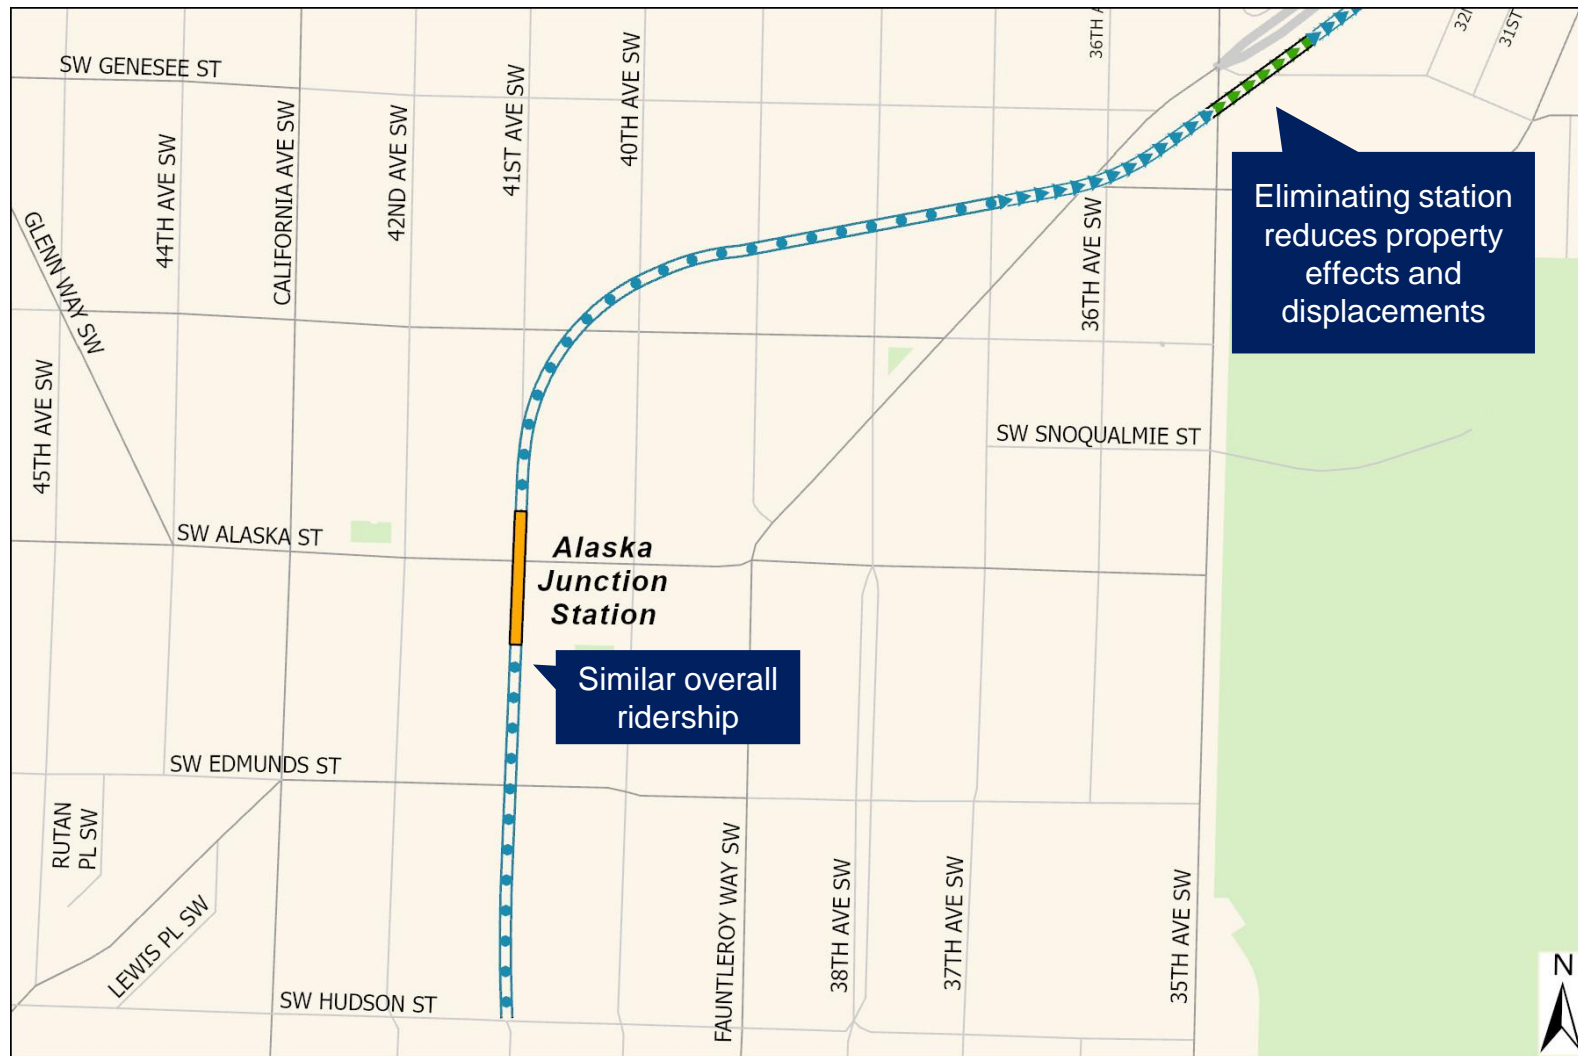 SW GENESEE ST
44TH AVE SW
CALIFORNIA AVE SW
42ND AVE SW
41ST AVE SW
40TH AVE SW
36TH A
31ST
GLENN WAY SW
45TH AVE SW
36TH AVE SW
Eliminating station
reduces property
effects and
displacements
SW SNOQUALMIE ST
SW ALASKA ST
Alaska
Junction
Station
Similar overall
ridership
SW EDMUNDS ST
RUTAN
PL SW
LEWIS PL SW
FAUNTLEROY WAY SW
38TH AVE SW
37TH AVE SW
35TH AVE SW
SW HUDSON ST
N